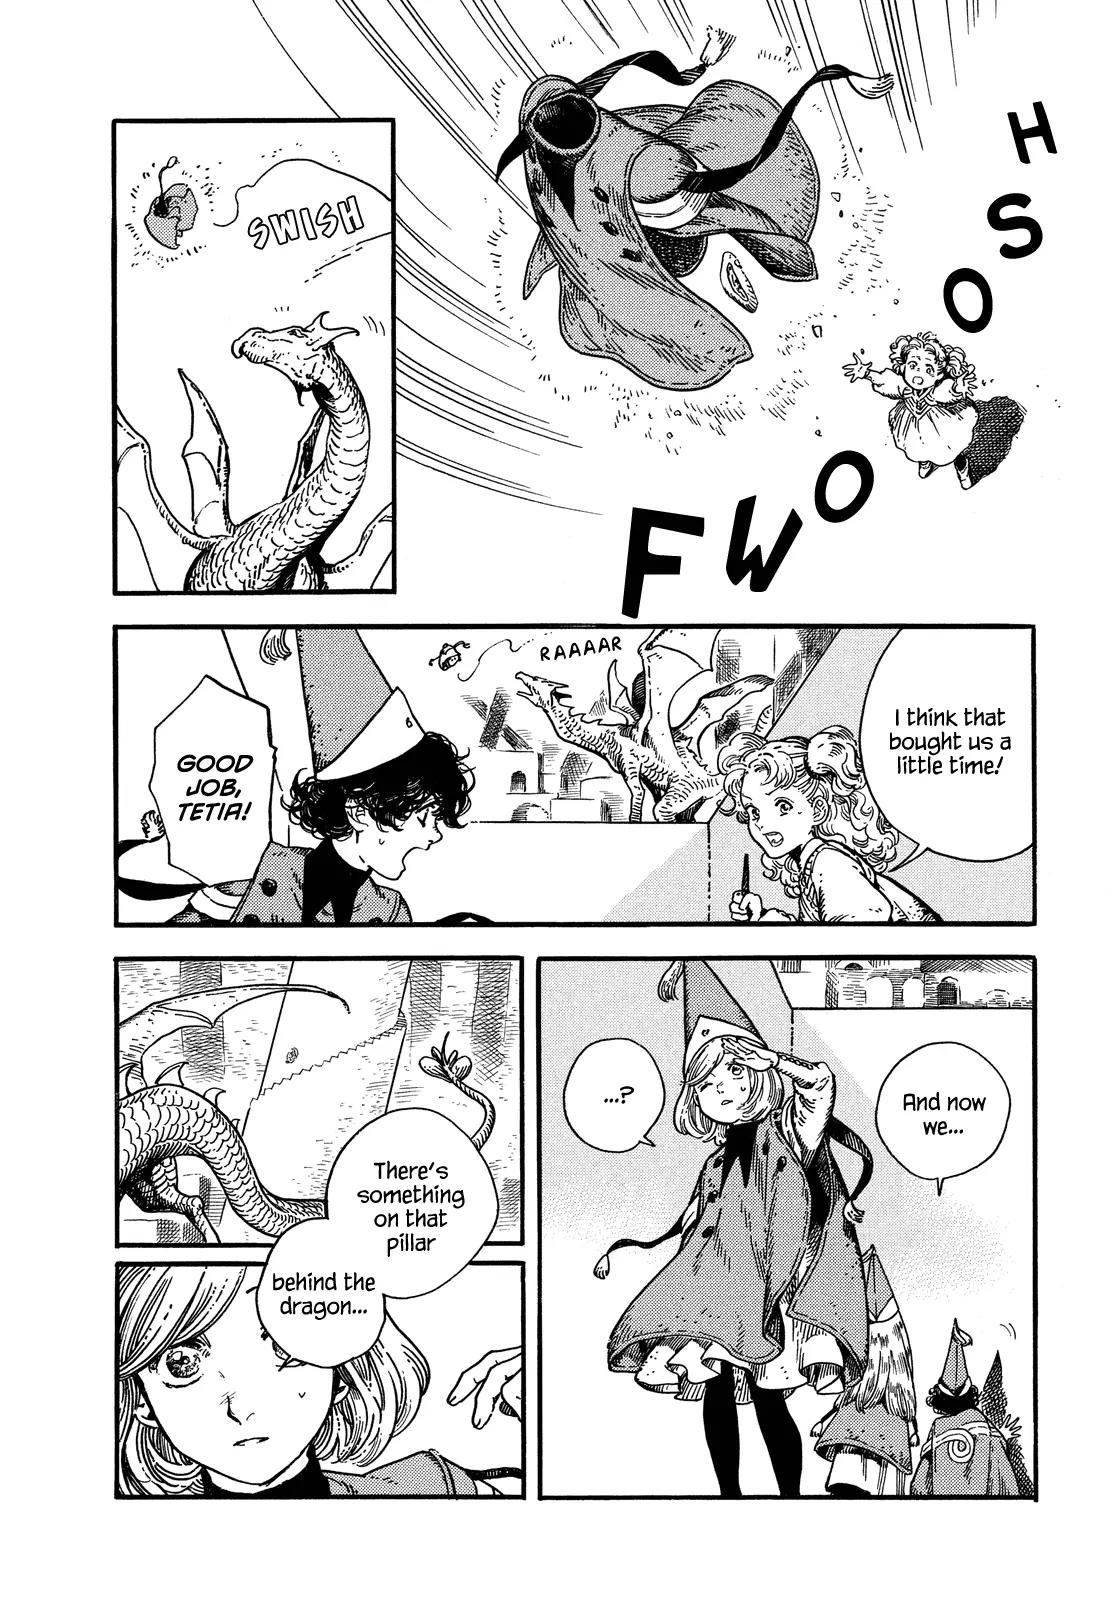 FWOOSH
SWISH
I think that
bought us a
little time!
RAAAAR
GOOD
JOB,
TETIA!
And now
we...
...?
There's
something
on that
pillar
behind the
dragon...